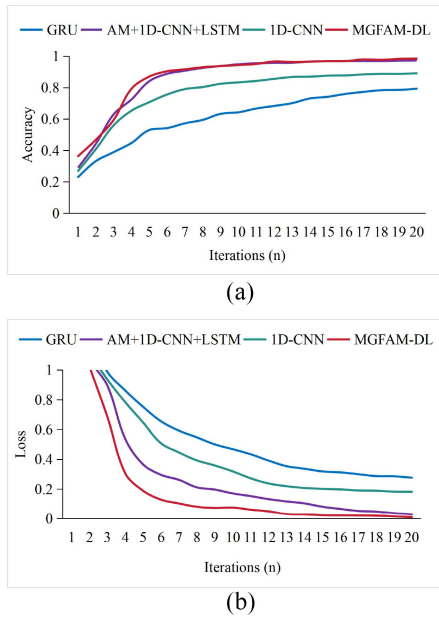 GRU AM+1D-CNN+LSTM 1D-CNN MGFAM-DL
1
0.8
0.6
0.4
0.2
0
Accuracy
1 2 3 4 5 6 7 8 9 10 11 12 13 14 15 16 17 18 19 20
Iterations (n)
(a)
GRU AM+1D-CNN+LSTM 1D-CNN MGFAM-DL
1
0.8
0.6
0.4
0.2
0
Loss
1 2 3 4 5 6 7 8 9 10 11 12 13 14 15 16 17 18 19 20
Iterations (n)
(b)